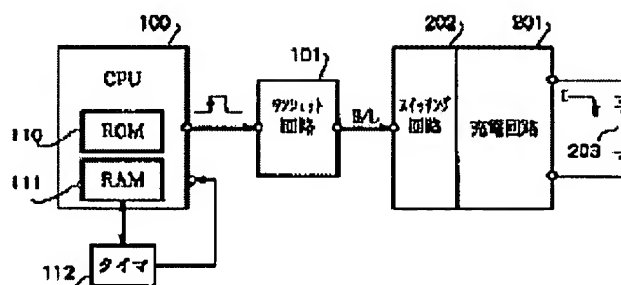 100
CPU
110
ROM
111
RAM
112
タイマ
101
ワンショット
回路
H/L
202
スイッチング
回路
201
充電回路
203